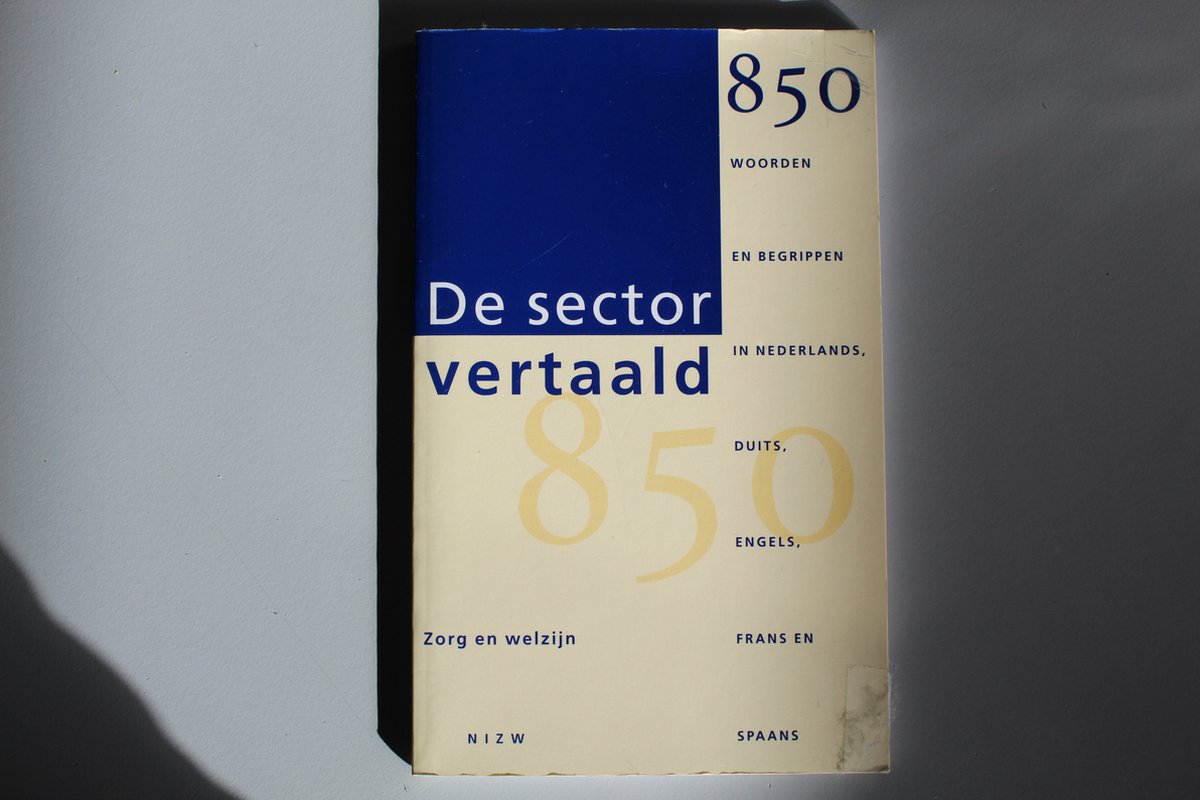 850
WOORDEN
EN BEGRIPPEN
IN NEDERLANDS,
DUITS,
ENGELS,
FRANS EN
SPAANS
De sector
vertaald
850
Zorg en welzijn
NIZW